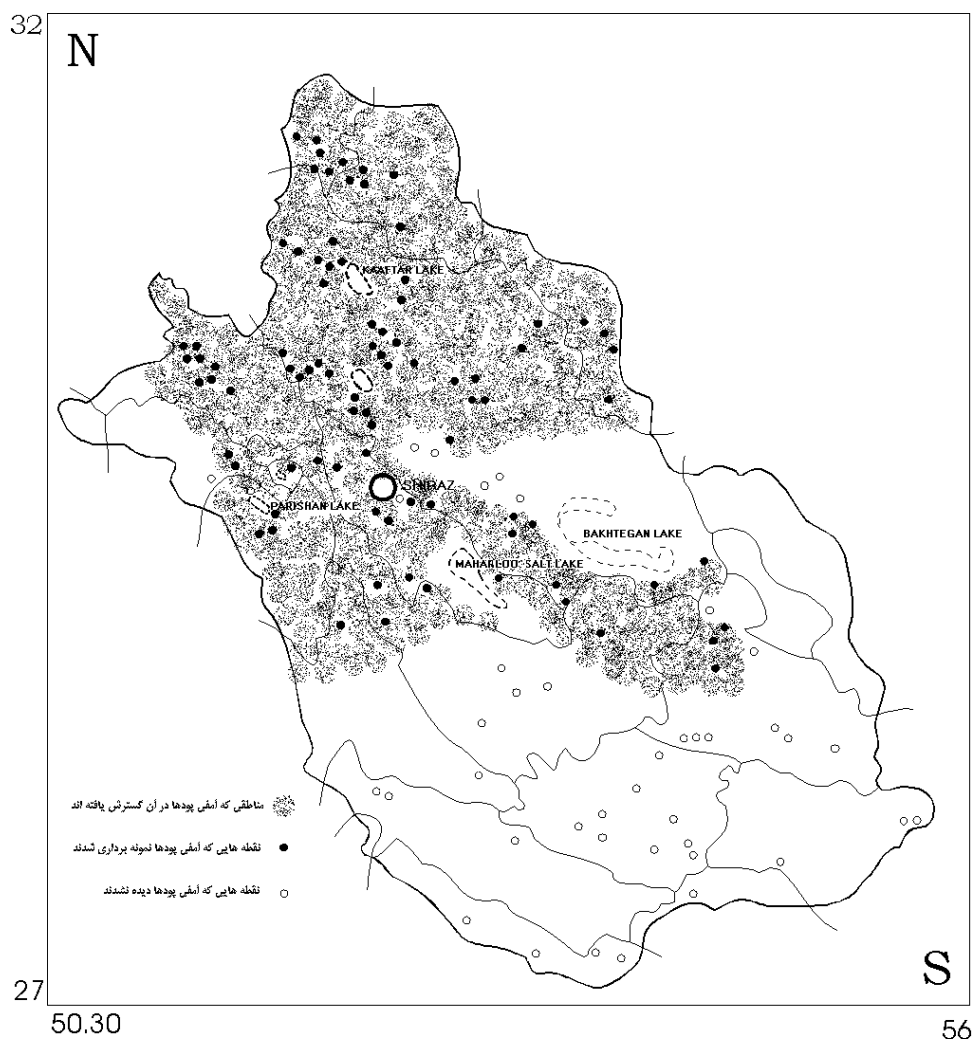 32
N
KAAFTAR LAKE
SHIRAZ
PARISHAN LAKE
BAKHTEGAN LAKE
MAHARLOO SALT LAKE
مناطقی که آمفی پودها در آن گسترش یافته اند
نقطه هایی که آمفی پودها نمونه برداری شدند
نقطه هایی که آمفی پودها دیده نشدند
S
27
50.30
56